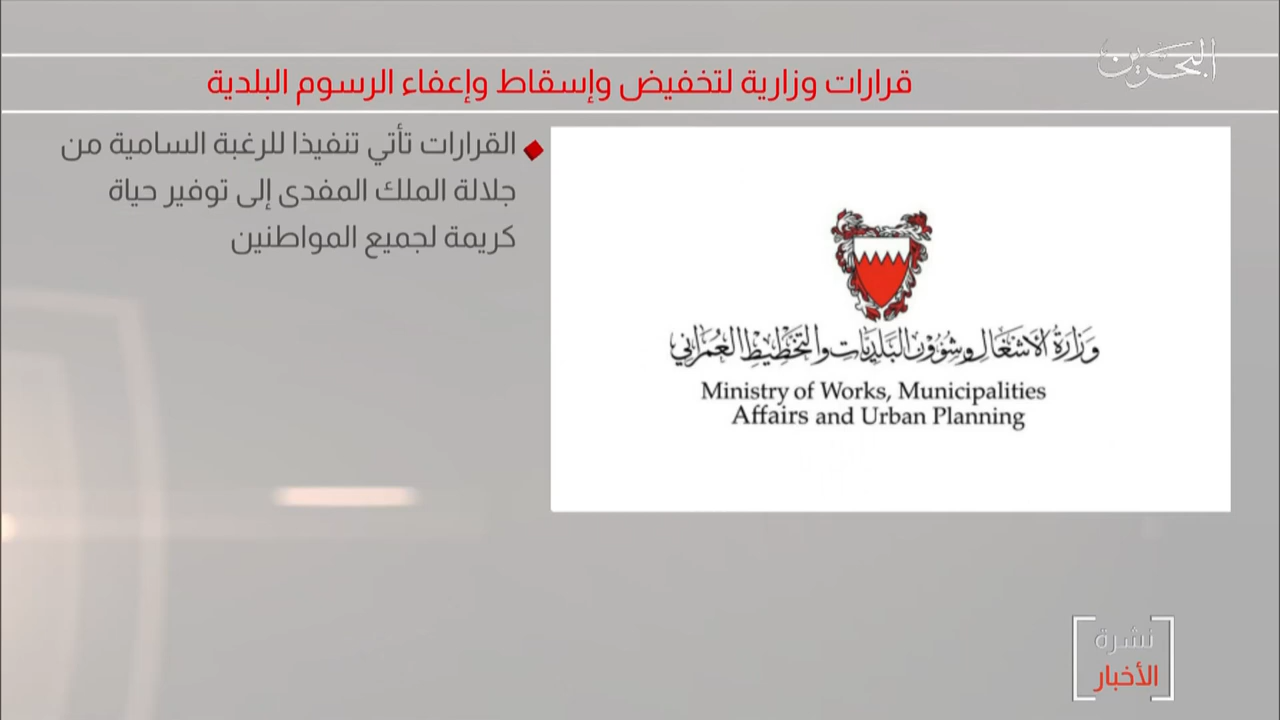 البحرين
قرارات وزارية لتخفيض وإسقاط وإعفاء الرسوم البلدية
القرارات تأتي تنفيذا للرغبة السامية من
جلالة الملك المفدى إلى توفير حياة
كريمة لجميع المواطنين
وزارة الأشغال وشؤون البلديات والتخطيط العمراني
Ministry of Works, Municipalities
Affairs and Urban Planning
نشرة
الأخبار